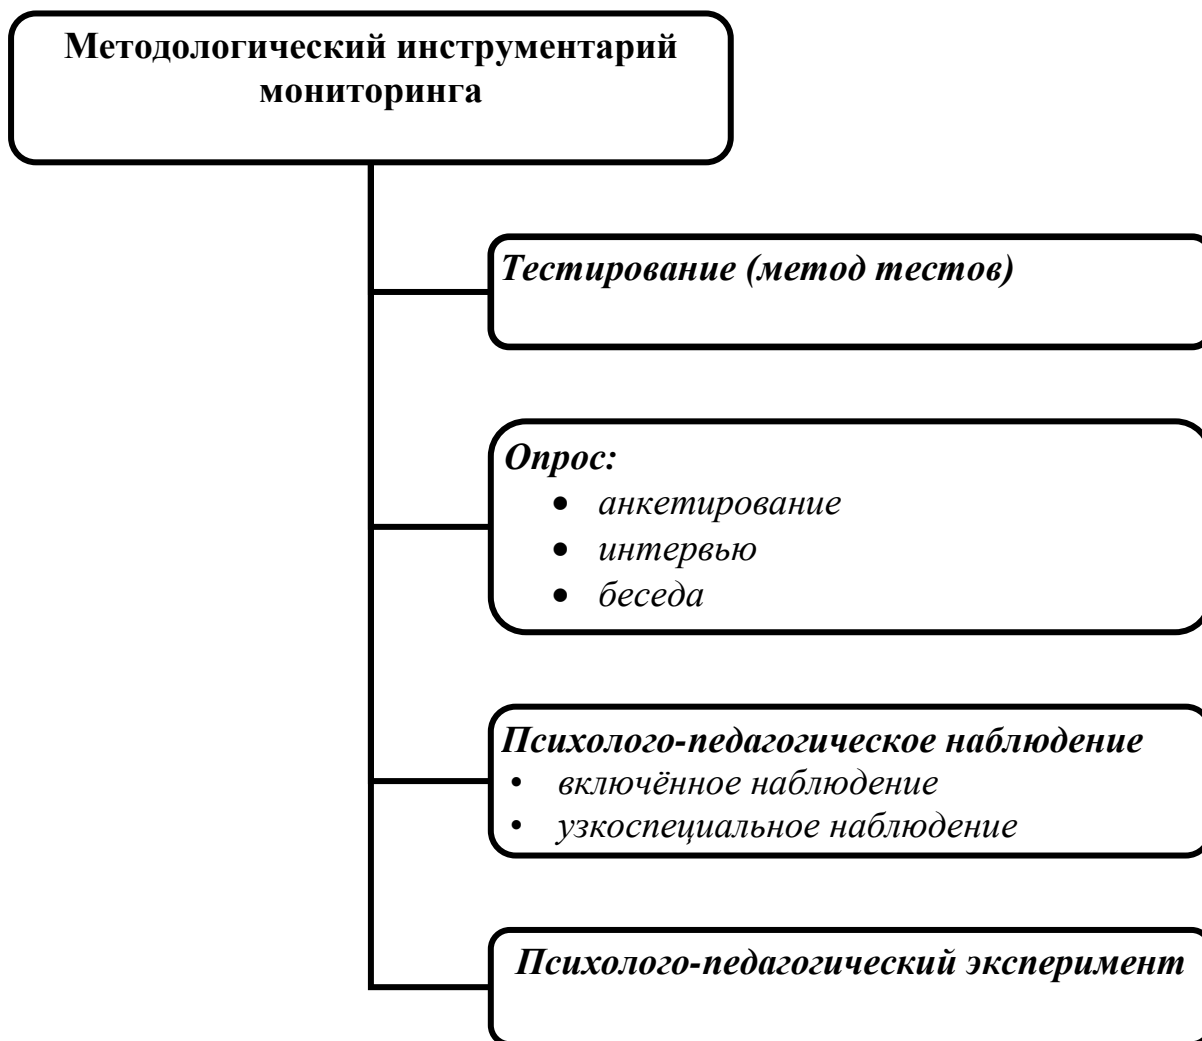 Методологический инструментарий
мониторинга
Тестирование (метод тестов)
Опрос:
• анкетирование
• интервью
• беседа
Психолого-педагогическое наблюдение
• включённое наблюдение
• узкоспециальное наблюдение
Психолого-педагогический эксперимент